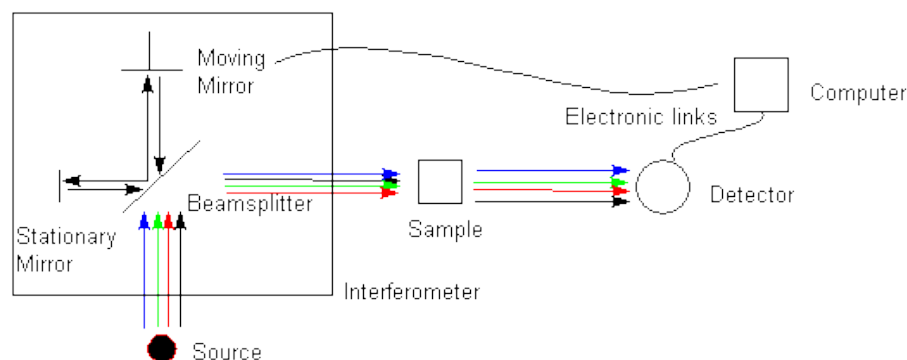 Moving
Mirror
Computer
Electronic links
Beamsplitter
Detector
Sample
Stationary
Mirror
Interferometer
Source